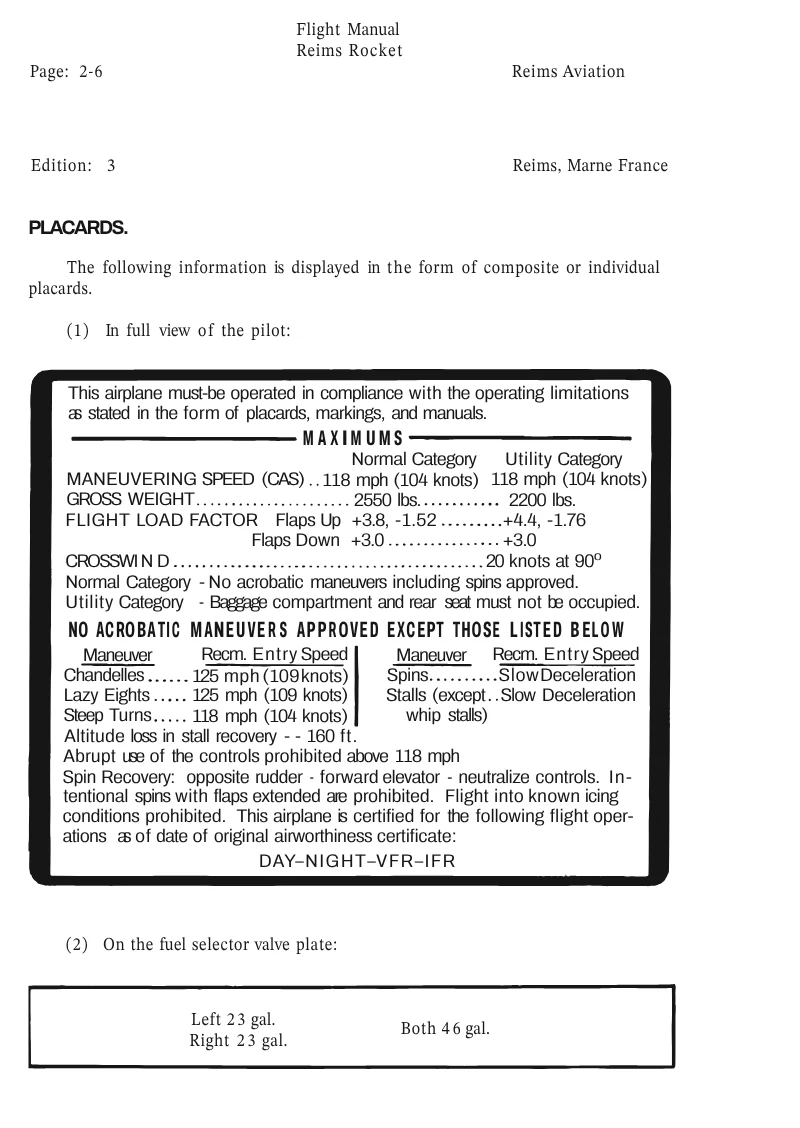 Flight Manual
Reims Rocket
Page: 2-6 Reims Aviation
Edition: 3 Reims, Marne France
PLACARDS.
The following information is displayed in the form of composite or individual
placards.
(1) In full view of the pilot:
This airplane must-be operated in compliance with the operating limitations
as stated in the form of placards, markings, and manuals.
MAXIMUMS
Normal Category Utility Category
MANEUVERING SPEED (CAS) .. 118 mph (104 knots) 118 mph (104 knots)
GROSS WEIGHT...................... 2550 lbs............ 2200 lbs.
FLIGHT LOAD FACTOR Flaps Up +3.8, -1.52 .........+4.4, -1.76
Flaps Down +3.0 ................ +3.0
CROSSWIND ............................................ 20 knots at 90º
Normal Category - No acrobatic maneuvers including spins approved.
Utility Category - Baggage compartment and rear seat must not be occupied.
NO ACROBATIC MANEUVERS APPROVED EXCEPT THOSE LISTED BELOW
Maneuver Recm. Entry Speed Maneuver Recm. Entry Speed
Chandelles ...... 125 mph (109 knots) Spins.......... Slow Deceleration
Lazy Eights ..... 125 mph (109 knots) Stalls (except .. Slow Deceleration
Steep Turns..... 118 mph (104 knots) whip stalls)
Altitude loss in stall recovery - - 160 ft.
Abrupt use of the controls prohibited above 118 mph
Spin Recovery: opposite rudder - forward elevator - neutralize controls. In-
tentional spins with flaps extended are prohibited. Flight into known icing
conditions prohibited. This airplane is certified for the following flight oper-
ations as of date of original airworthiness certificate:
DAY–NIGHT–VFR–IFR
(2) On the fuel selector valve plate:
Left 23 gal.
Right 23 gal.
Both 46 gal.